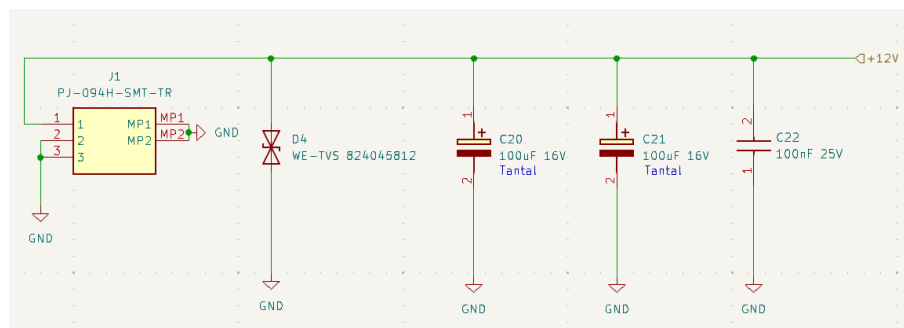 +12V
J1
PJ-094H-SMT-TR
1 1 MP1 MP1
2 2 MP2 MP2
3 3
GND
GND
D4
WE-TVS 824045812
GND
1
+
C20
100uF 16V
Tantal
2
GND
1
+
C21
100uF 16V
Tantal
2
GND
2
C22
100nF 25V
1
GND